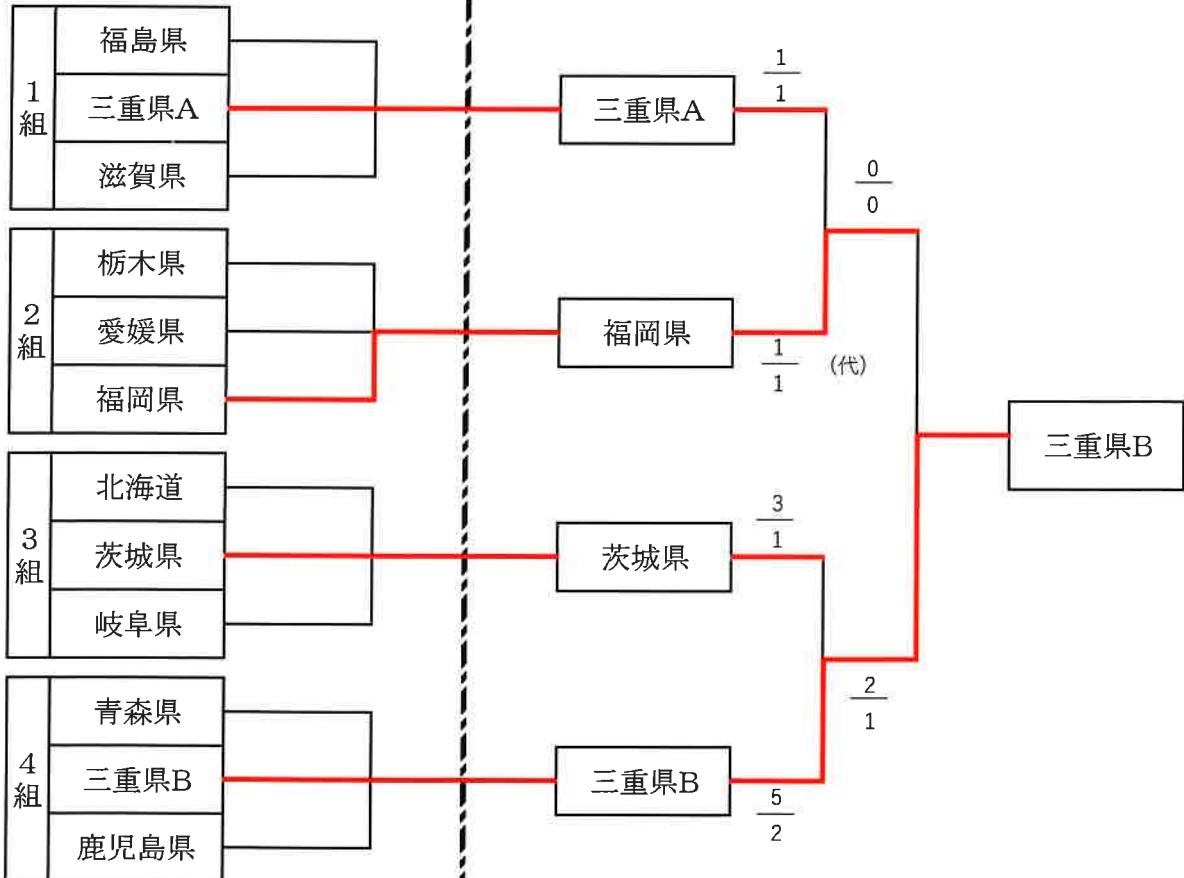 1組
福島県
三重県A
滋賀県
2組
栃木県
愛媛県
福岡県
3組
北海道
茨城県
岐阜県
4組
青森県
三重県B
鹿児島県
三重県A
1
1
福岡県
1
1
(代)
0
0
茨城県
3
1
三重県B
5
2
2
1
三重県B